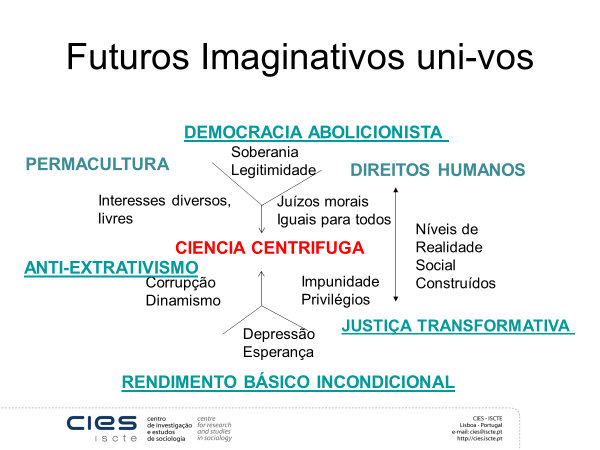 Futuros Imaginativos uni-vos
DEMOCRACIA ABOLICIONISTA
Soberania
Legitimidade
PERMACULTURA
DIREITOS HUMANOS
Interesses diversos,
livres
Juízos morais
Iguais para todos
Níveis de
Realidade
Social
Construídos
CIENCIA CENTRIFUGA
ANTI-EXTRATIVISMO
Corrupção
Dinamismo
Impunidade
Privilégios
JUSTIÇA TRANSFORMATIVA
Depressão
Esperança
RENDIMENTO BÁSICO INCONDICIONAL
cies
iscte
centro
de investigação
e estudos
de sociologia
centre
for research
and studies
in sociology
CIES - ISCTE
Lisboa - Portugal
e-mail: cies@iscte.pt
http://cies.iscte.pt